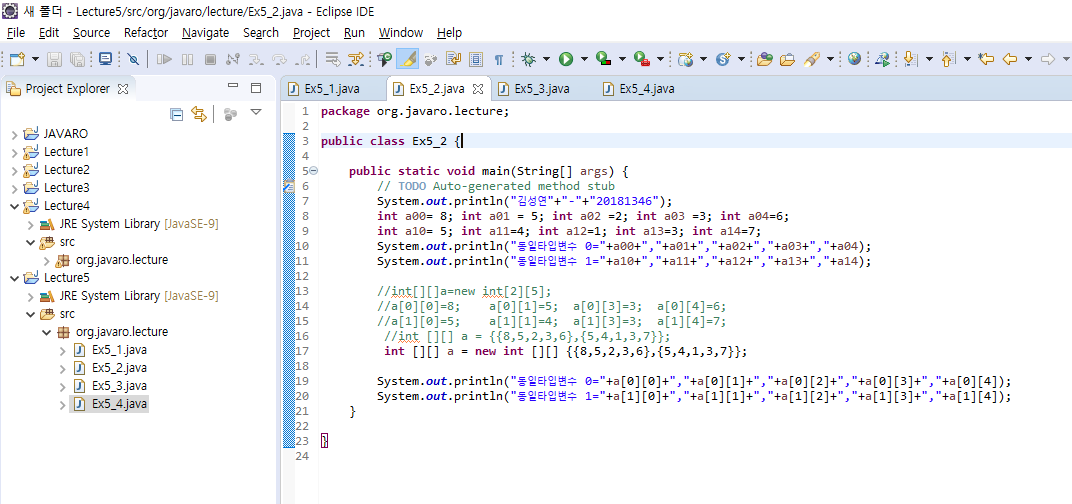 새 폴더 - Lecture5/src/org/javaro/lecture/Ex5_2.java - Eclipse IDE
File Edit Source Refactor Navigate Search Project Run Window Help
Project Explorer
Ex5_1.java Ex5_2.java Ex5_3.java Ex5_4.java
JAVARO
Lecture1
Lecture2
Lecture3
Lecture4
JRE System Library [JavaSE-9]
src
org.javaro.lecture
Lecture5
JRE System Library [JavaSE-9]
src
org.javaro.lecture
Ex5_1.java
Ex5_2.java
Ex5_3.java
Ex5_4.java
1 package org.javaro.lecture;
2
3 public class Ex5_2 {
4
5 public static void main(String[] args) {
6 // TODO Auto-generated method stub
7 System.out.println("김성연"+"-"+"20181346");
8 int a00= 8; int a01 = 5; int a02 =2; int a03 =3; int a04=6;
9 int a10= 5; int a11=4; int a12=1; int a13=3; int a14=7;
10 System.out.println("동일타입변수 0="+a00+","+a01+","+a02+","+a03+","+a04);
11 System.out.println("동일타입변수 1="+a10+","+a11+","+a12+","+a13+","+a14);
12
13 //int[][]a=new int[2][5];
14 //a[0][0]=8; a[0][1]=5; a[0][3]=3; a[0][4]=6;
15 //a[1][0]=5; a[1][1]=4; a[1][3]=3; a[1][4]=7;
16 //int [][] a = {{8,5,2,3,6},{5,4,1,3,7}};
17 int [][] a = new int [][] {{8,5,2,3,6},{5,4,1,3,7}};
18
19 System.out.println("동일타입변수 0="+a[0][0]+","+a[0][1]+","+a[0][2]+","+a[0][3]+","+a[0][4]);
20 System.out.println("동일타입변수 1="+a[1][0]+","+a[1][1]+","+a[1][2]+","+a[1][3]+","+a[1][4]);
21 }
22
23 }
24